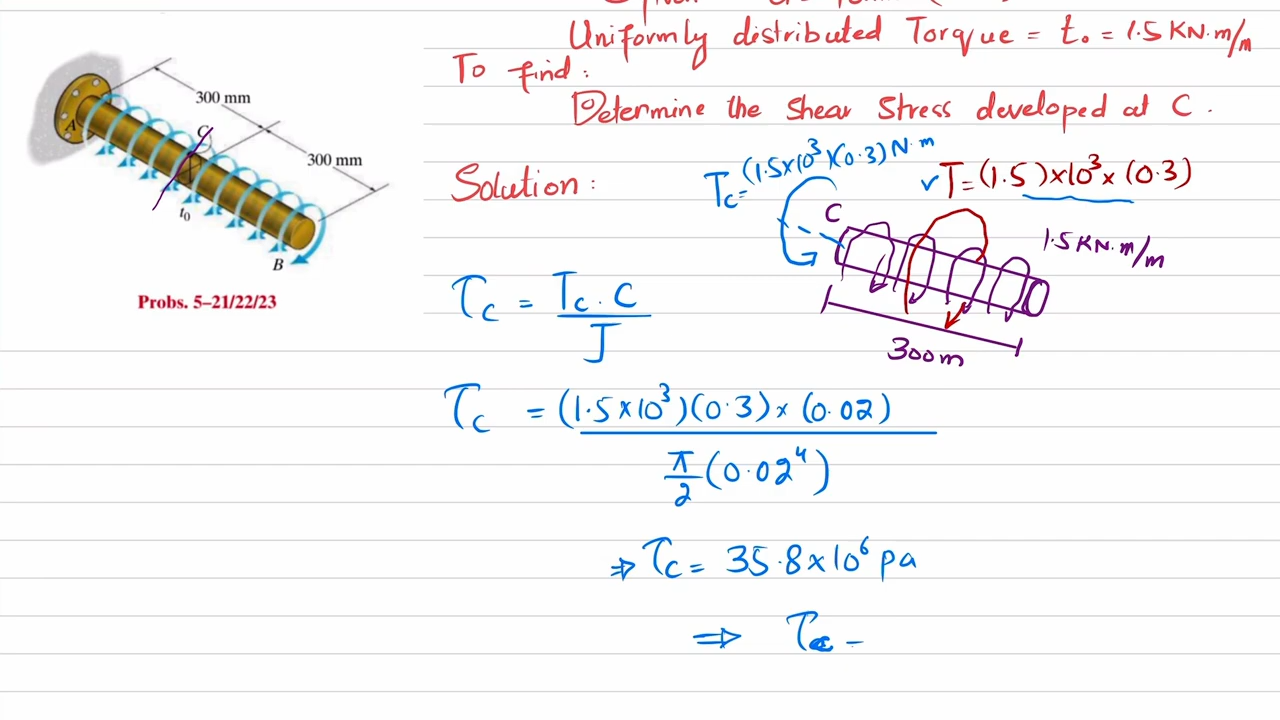 Uniformly distributed Torque = t₀ = 1.5 KN.m/m
To find:
Determine the Shear Stress developed at C.
Solution:
T_C = (1.5×10³)(0.3) N.m
T = (1.5)×10³×(0.3)
C
1.5 KN.m/m
300m
τ_C = T_C . C / J
τ_C = (1.5×10³)(0.3)×(0.02) / π/2 (0.02⁴)
⇒ τ_C = 35.8×10⁶ pa
⇒ τ_C =
300 mm
A
C
300 mm
t₀
B
Probs. 5–21/22/23